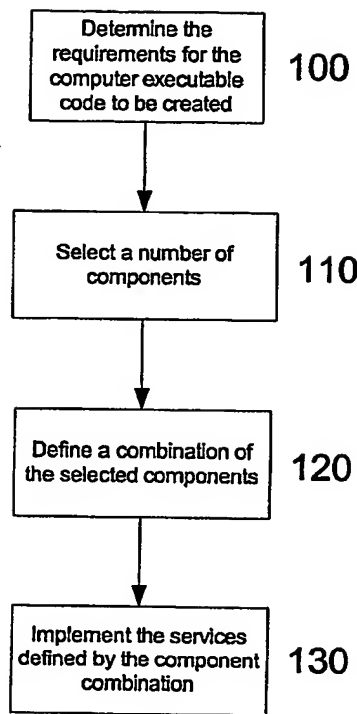 Determine the
requirements for the
computer executable
code to be created
100
Select a number of
components
110
Define a combination of
the selected components
120
Implement the services
defined by the component
combination
130